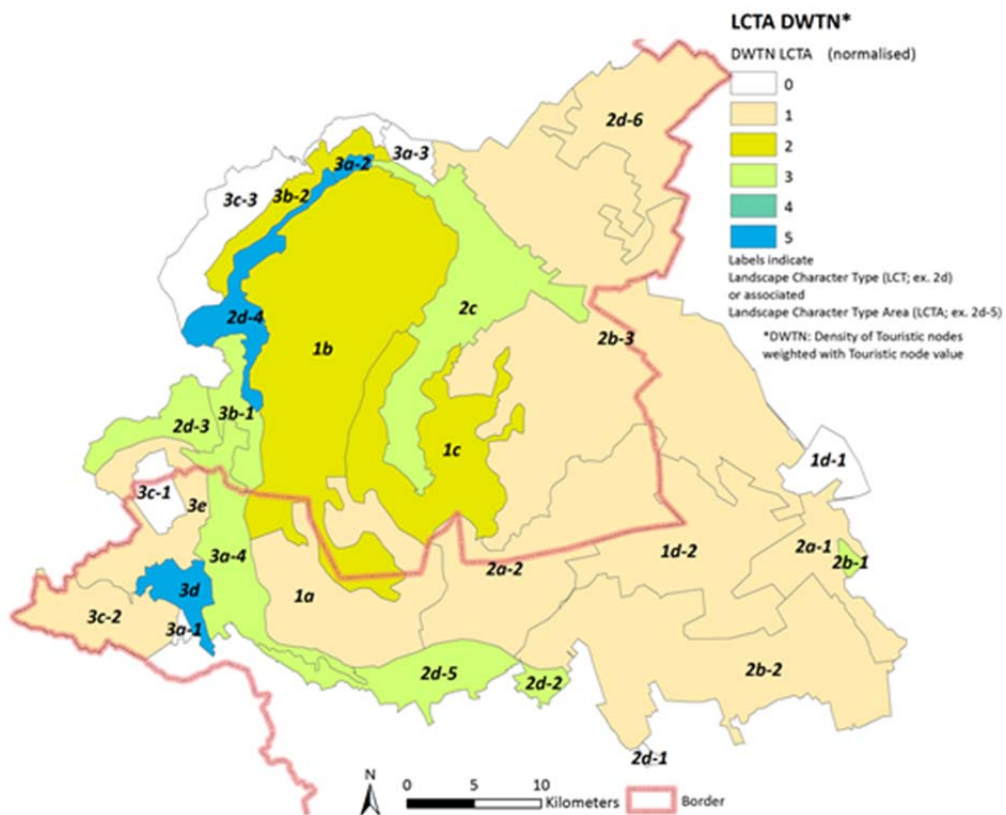 LCTA DWTN*
DWTN LCTA (normalised)
0
1
2
3
4
5
Labels indicate
Landscape Character Type (LCT; ex. 2d)
or associated
Landscape Character Type Area (LCTA; ex. 2d-5)
*DWTN: Density of Touristic nodes
weighted with Touristic node value
2d-6
3a-3
3a-2
3c-3
3b-2
2c
2d-4
1b
2b-3
3b-1
2d-3
1c
1d-1
3c-1
3e
3a-4
1d-2
2a-1
2b-1
2a-2
3d
1a
3c-2
3a-1
2d-5
2d-2
2b-2
2d-1
N
0 5 10
Kilometers
Border